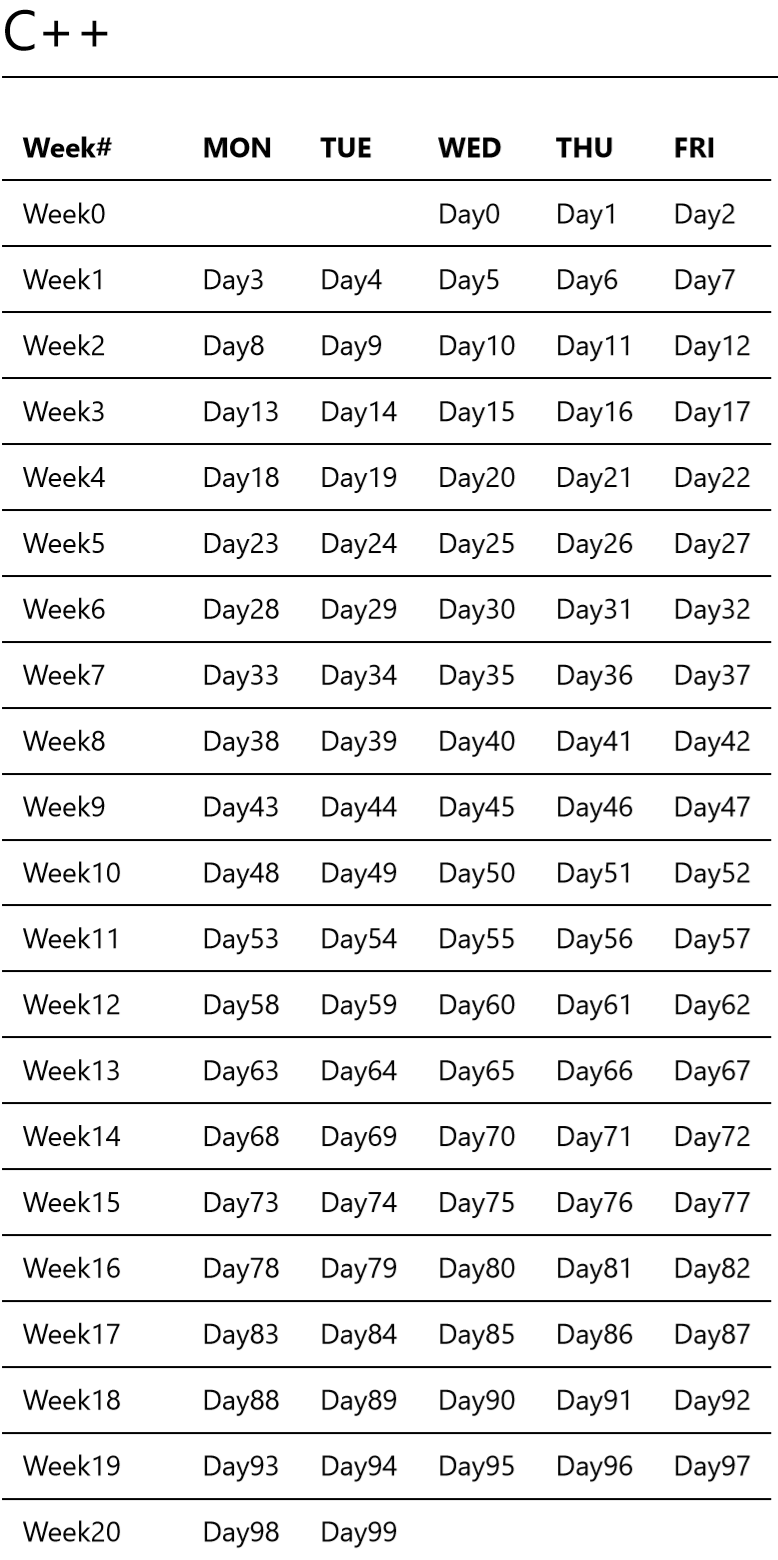 C++
Week# MON TUE WED THU FRI
Week0 Day0 Day1 Day2
Week1 Day3 Day4 Day5 Day6 Day7
Week2 Day8 Day9 Day10 Day11 Day12
Week3 Day13 Day14 Day15 Day16 Day17
Week4 Day18 Day19 Day20 Day21 Day22
Week5 Day23 Day24 Day25 Day26 Day27
Week6 Day28 Day29 Day30 Day31 Day32
Week7 Day33 Day34 Day35 Day36 Day37
Week8 Day38 Day39 Day40 Day41 Day42
Week9 Day43 Day44 Day45 Day46 Day47
Week10 Day48 Day49 Day50 Day51 Day52
Week11 Day53 Day54 Day55 Day56 Day57
Week12 Day58 Day59 Day60 Day61 Day62
Week13 Day63 Day64 Day65 Day66 Day67
Week14 Day68 Day69 Day70 Day71 Day72
Week15 Day73 Day74 Day75 Day76 Day77
Week16 Day78 Day79 Day80 Day81 Day82
Week17 Day83 Day84 Day85 Day86 Day87
Week18 Day88 Day89 Day90 Day91 Day92
Week19 Day93 Day94 Day95 Day96 Day97
Week20 Day98 Day99